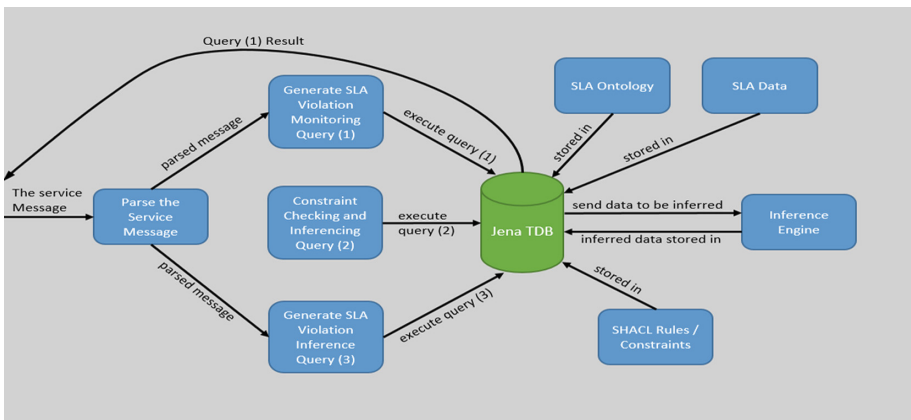 Query (1) Result
Generate SLA
Violation
Monitoring
Query (1)
SLA Ontology
SLA Data
parsed message
execute query (1)
stored in
stored in
The service
Message
Parse the
Service
Message
Constraint
Checking and
Inferencing
Query (2)
execute
query (2)
Jena TDB
send data to be inferred
inferred data stored in
Inference
Engine
parsed message
Generate SLA
Violation
Inference
Query (3)
execute query (3)
stored in
SHACL Rules /
Constraints